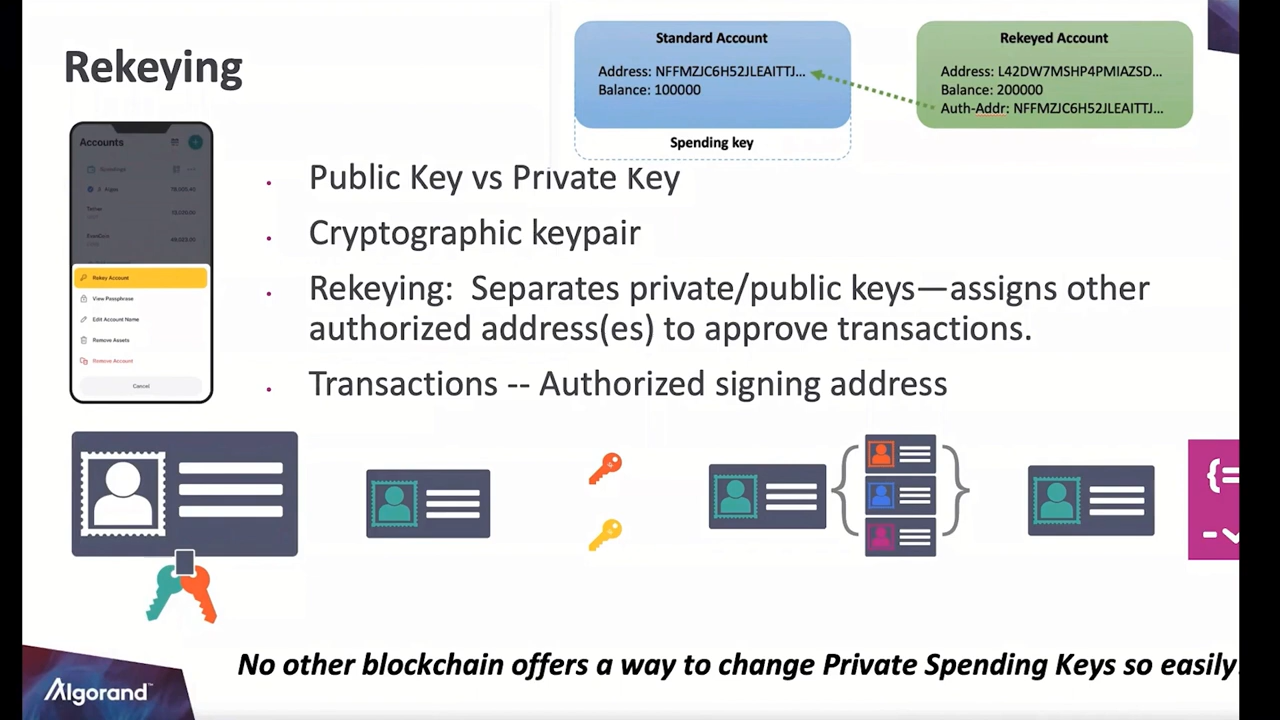 Rekeying
Standard Account
Address: NFFMZJC6H52JLEAITTJ...
Balance: 100000
Spending key
Rekeyed Account
Address: L42DW7MSHP4PMIAZSD...
Balance: 200000
Auth-Addr: NFFMZJC6H52JLEAITTJ...
Accounts
Rekey Account
View Passphrase
Edit Account Name
Remove Assets
Remove Account
Cancel
Public Key vs Private Key
Cryptographic keypair
Rekeying: Separates private/public keys—assigns other
authorized address(es) to approve transactions.
Transactions -- Authorized signing address
No other blockchain offers a way to change Private Spending Keys so easily.
Algorand™